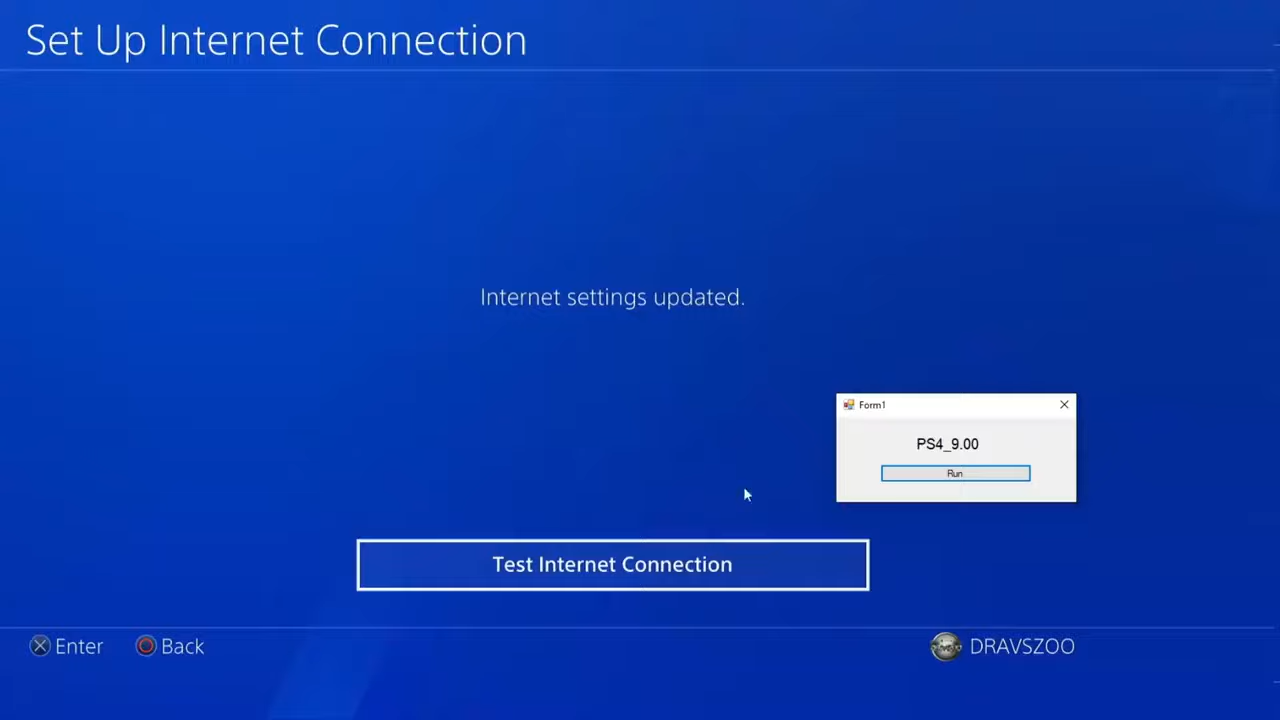 Set Up Internet Connection
Internet settings updated.
Form1
PS4_9.00
Run
Test Internet Connection
Enter
Back
DRAVSZOO